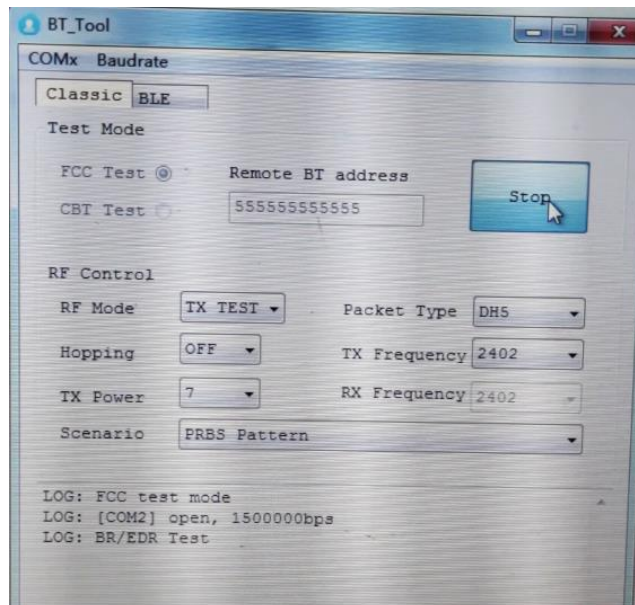 BT_Tool
COMx Baudrate
Classic BLE
Test Mode
FCC Test Remote BT address
CBT Test 555555555555 Stop
RF Control
RF Mode TX TEST Packet Type DH5
Hopping OFF TX Frequency 2402
TX Power 7 RX Frequency 2402
Scenario PRBS Pattern
LOG: FCC test mode
LOG: [COM2] open, 1500000bps
LOG: BR/EDR Test